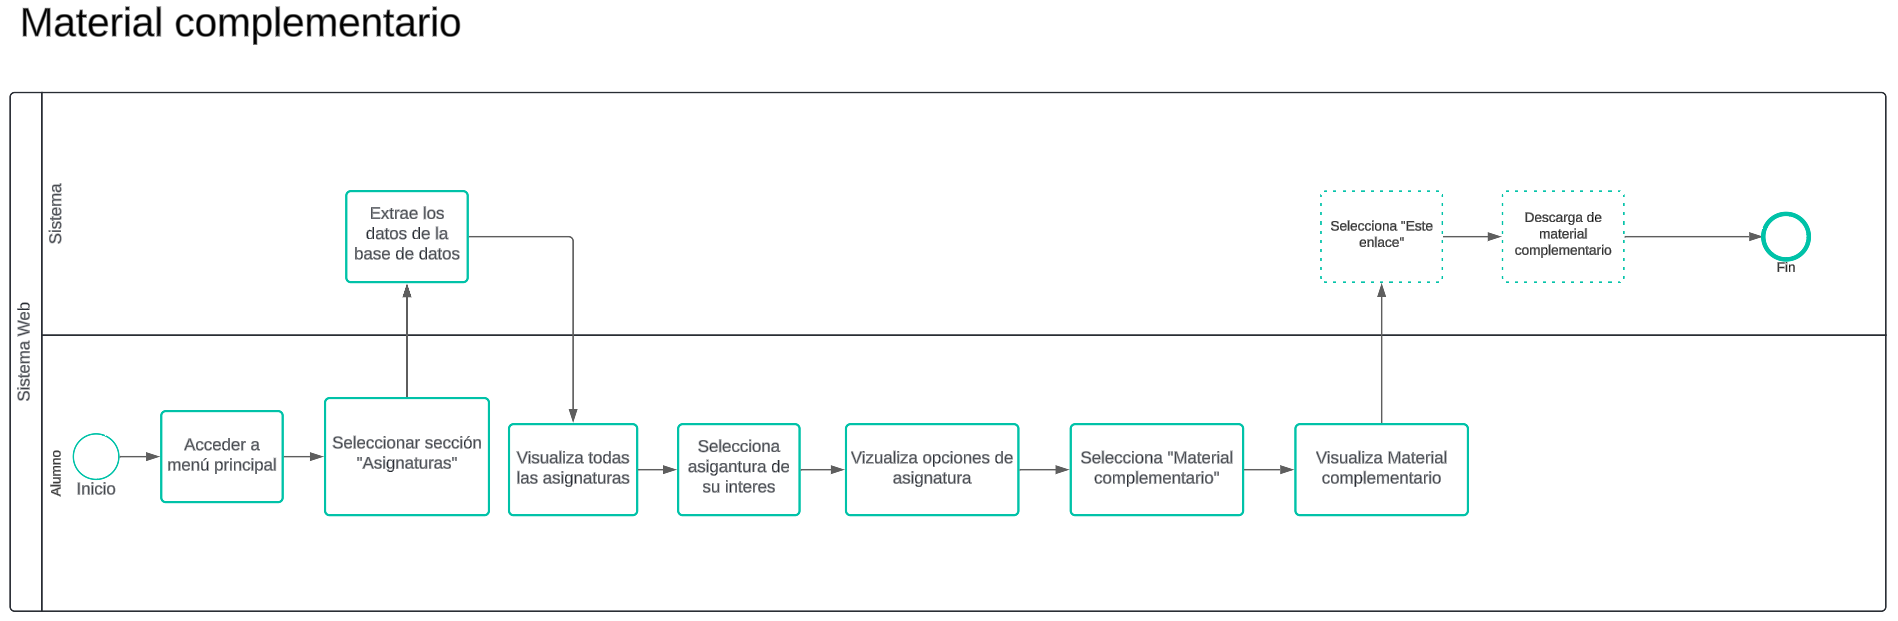 Material complementario
Sistema Web
Sistema
Extrae los
datos de la
base de datos
Selecciona "Este
enlace"
Descarga de
material
complementario
Fin
Alumno
Inicio
Acceder a
menú principal
Seleccionar sección
"Asignaturas"
Visualiza todas
las asignaturas
Selecciona
asigantura de
su interes
Vizualiza opciones de
asignatura
Selecciona "Material
complementario"
Visualiza Material
complementario